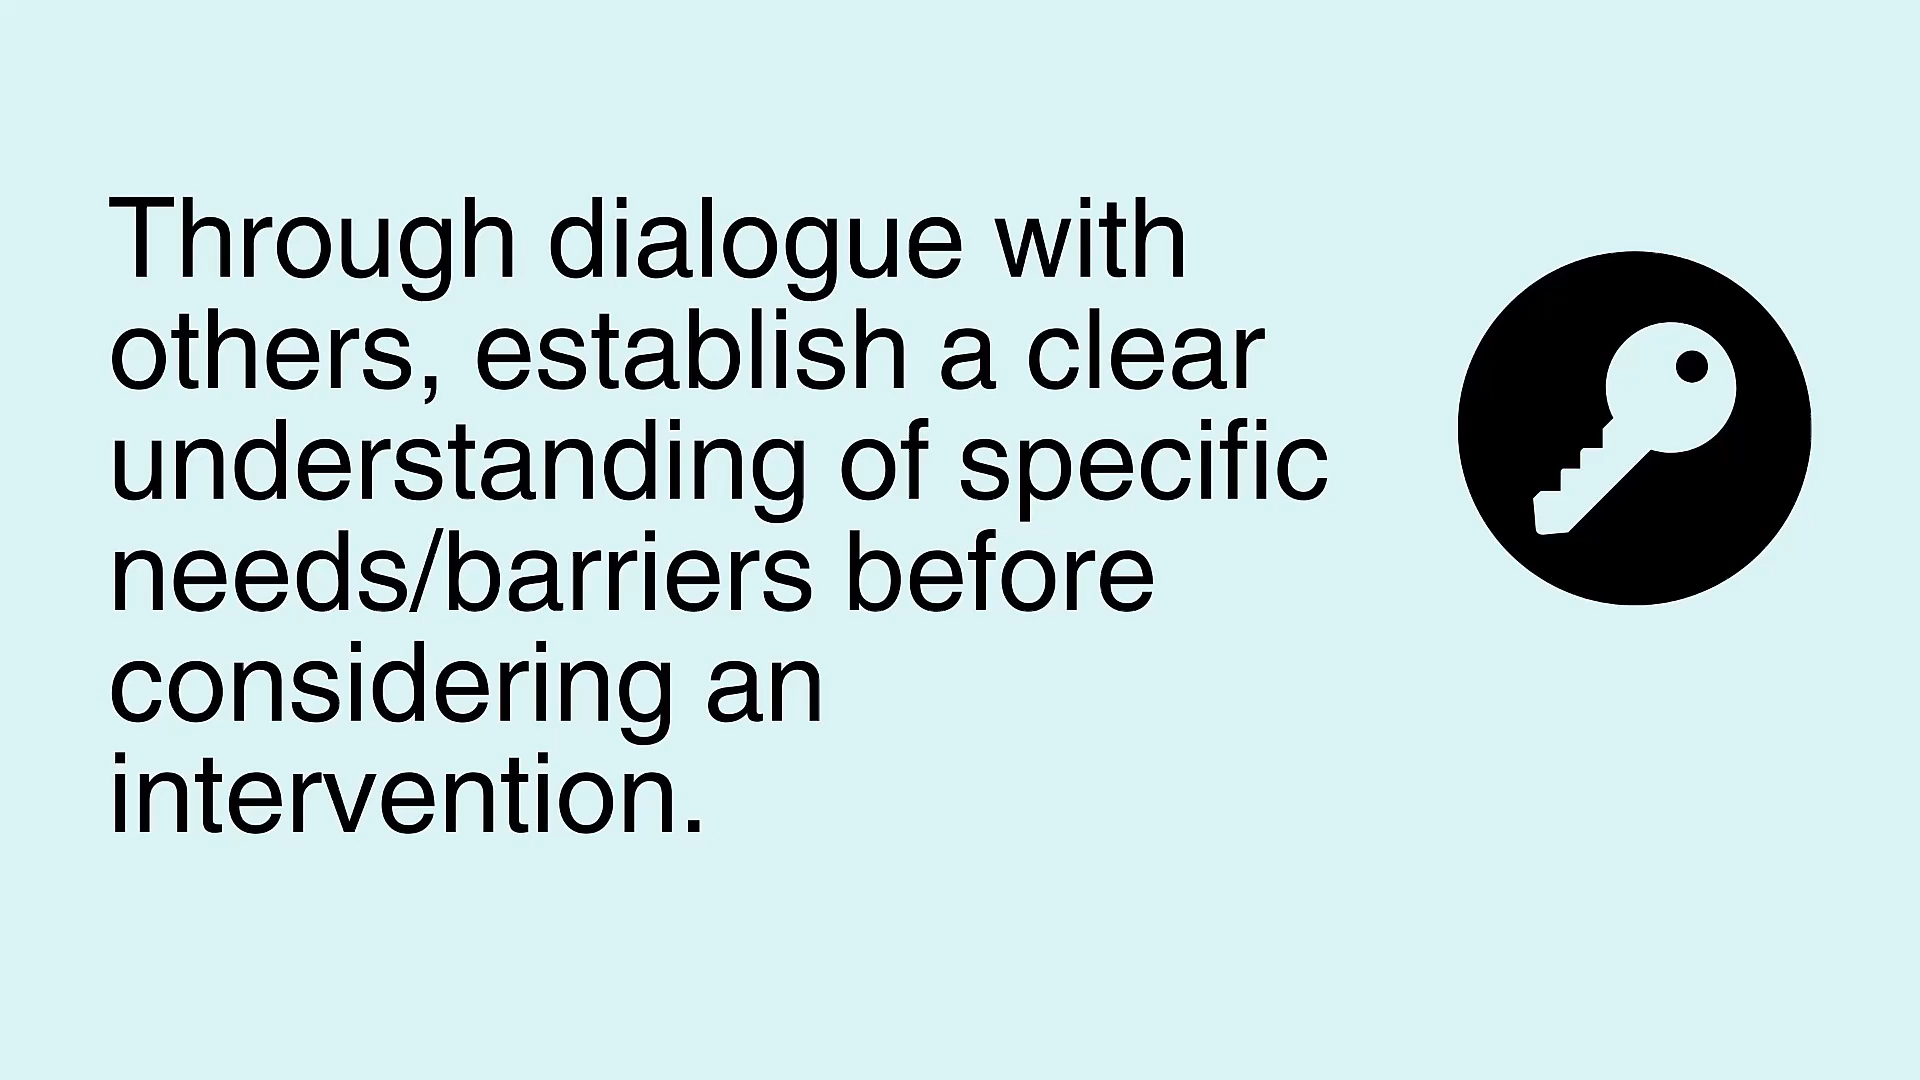 Through dialogue with
others, establish a clear
understanding of specific
needs/barriers before
considering an
intervention.